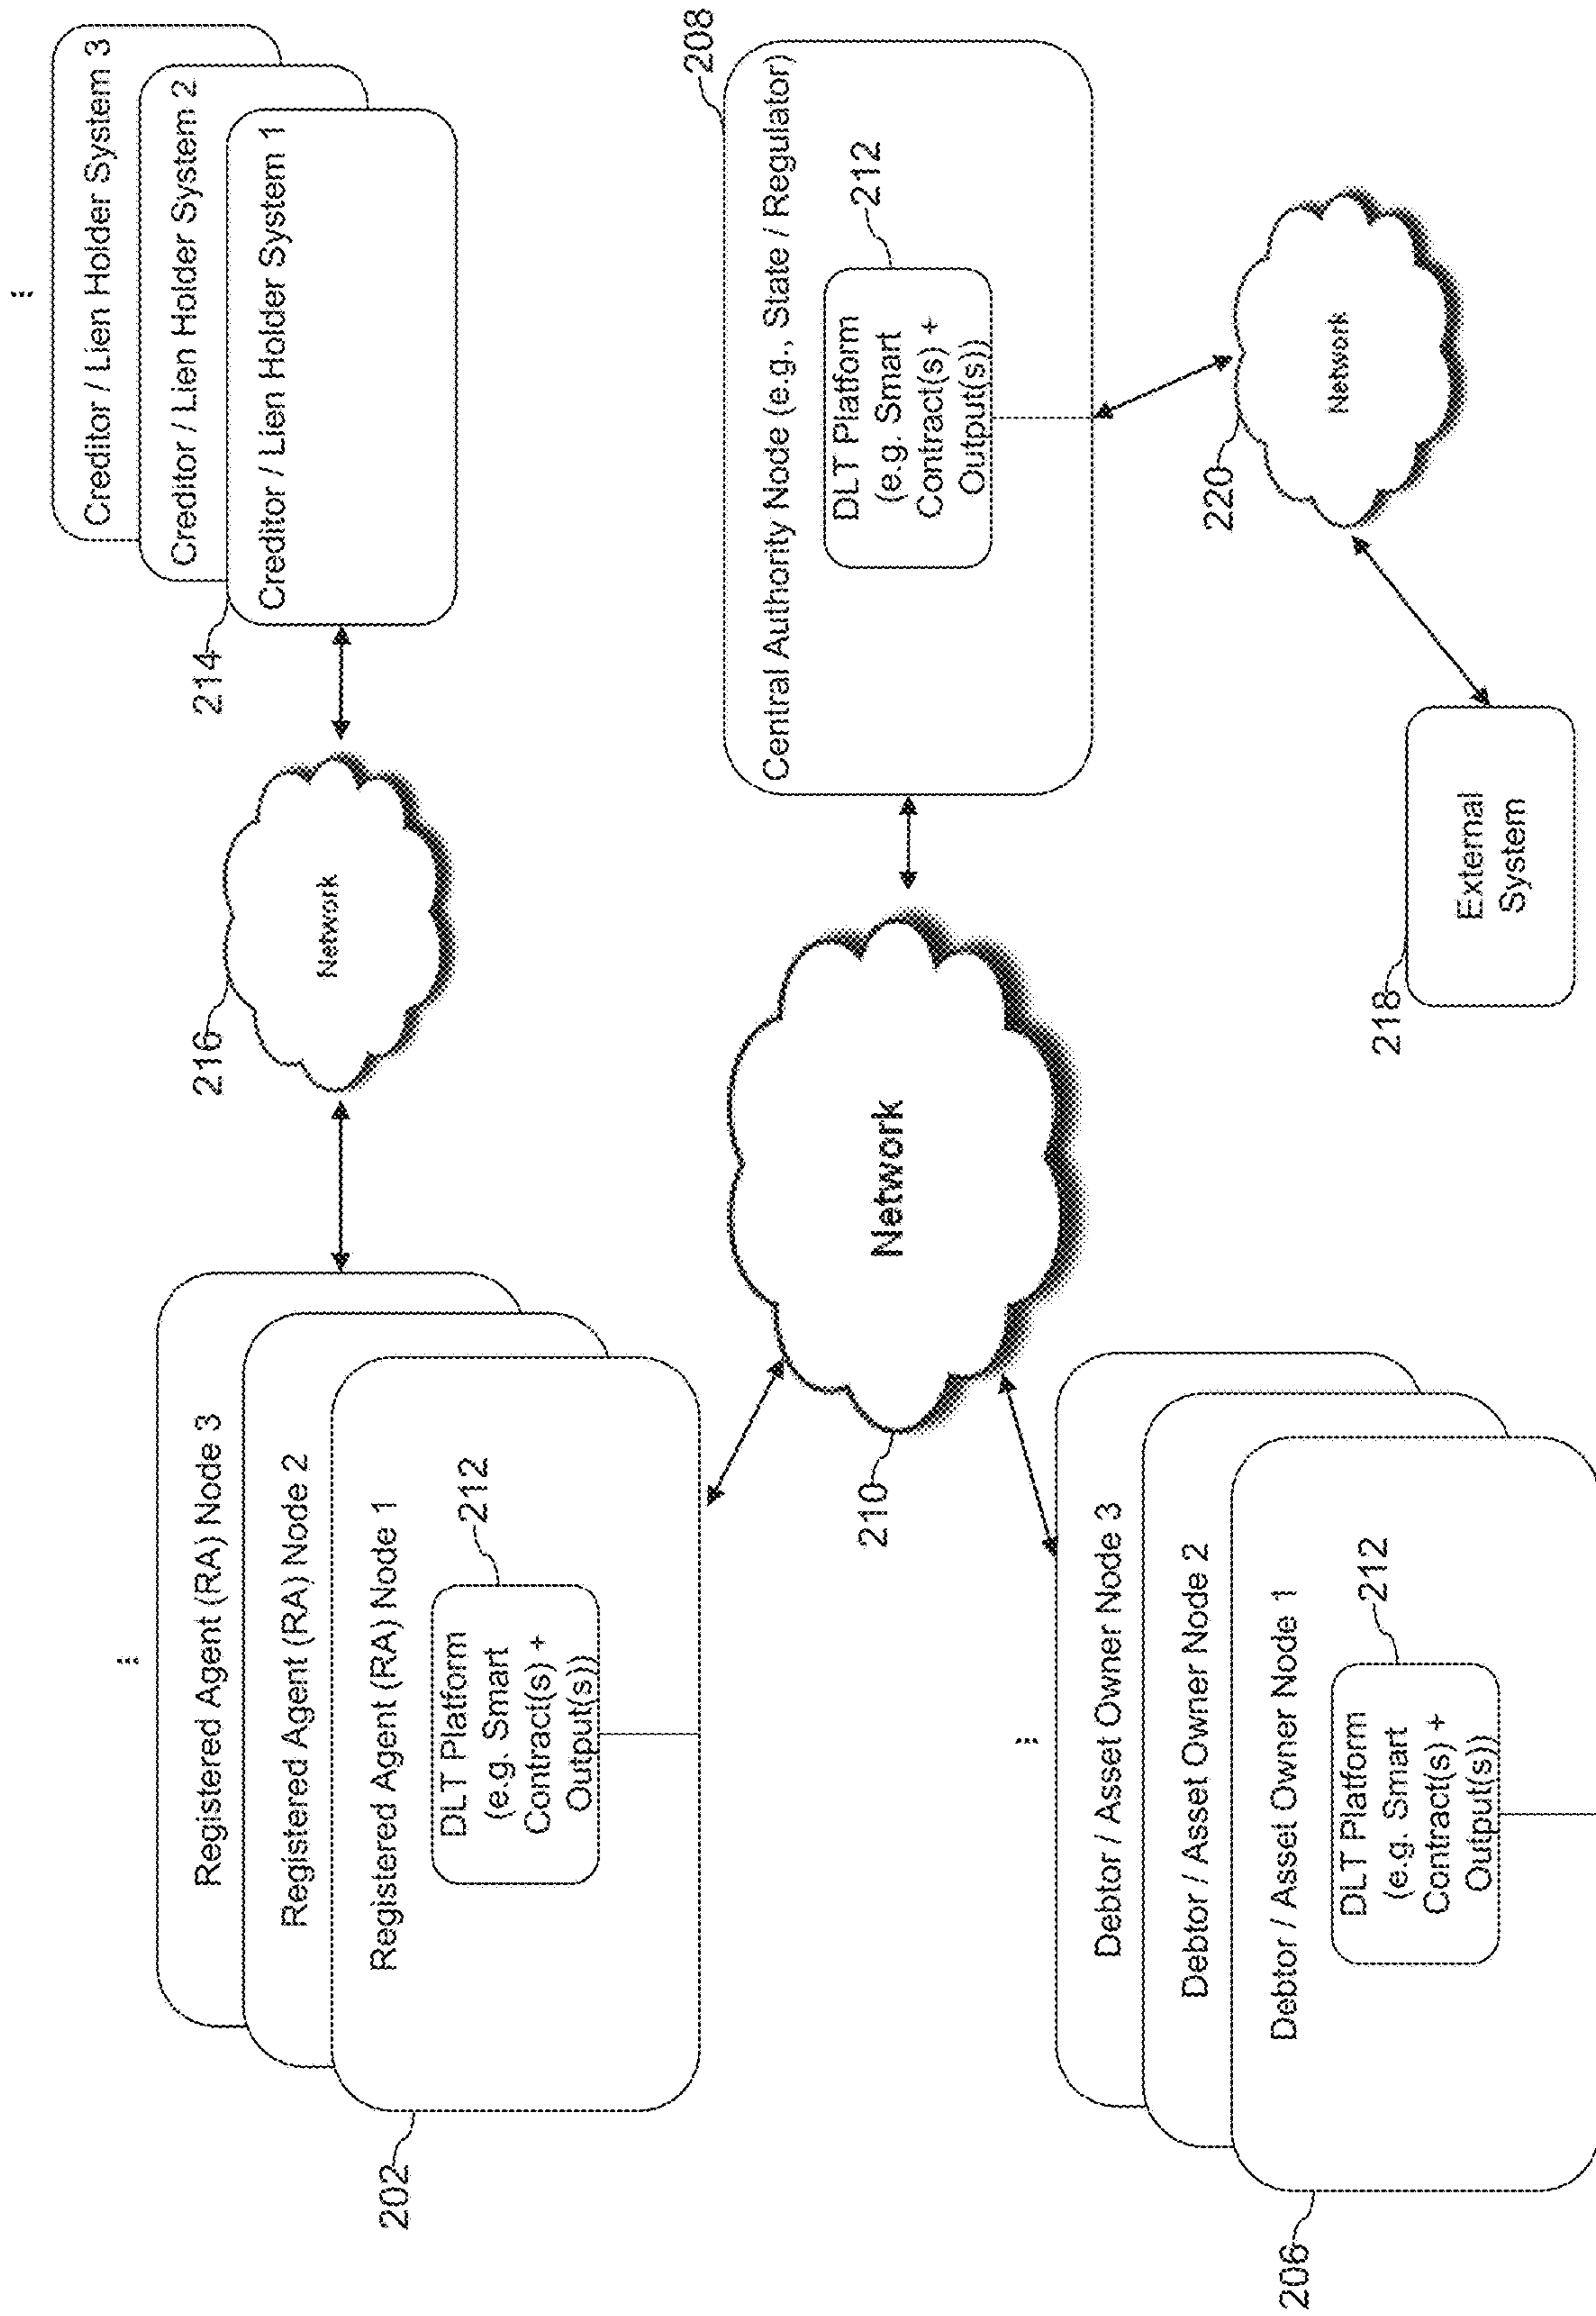 ⋮
Registered Agent (RA) Node 3
Registered Agent (RA) Node 2
Registered Agent (RA) Node 1
DLT Platform
(e.g. Smart
Contract(s) +
Output(s))
212
202
216
Network
⋮
Creditor / Lien Holder System 3
Creditor / Lien Holder System 2
Creditor / Lien Holder System 1
214
210
Network
208
Central Authority Node (e.g., State / Regulator)
DLT Platform
(e.g. Smart
Contract(s) +
Output(s))
212
⋮
Debtor / Asset Owner Node 3
Debtor / Asset Owner Node 2
Debtor / Asset Owner Node 1
DLT Platform
(e.g. Smart
Contract(s) +
Output(s))
212
206
220
Network
218
External
System